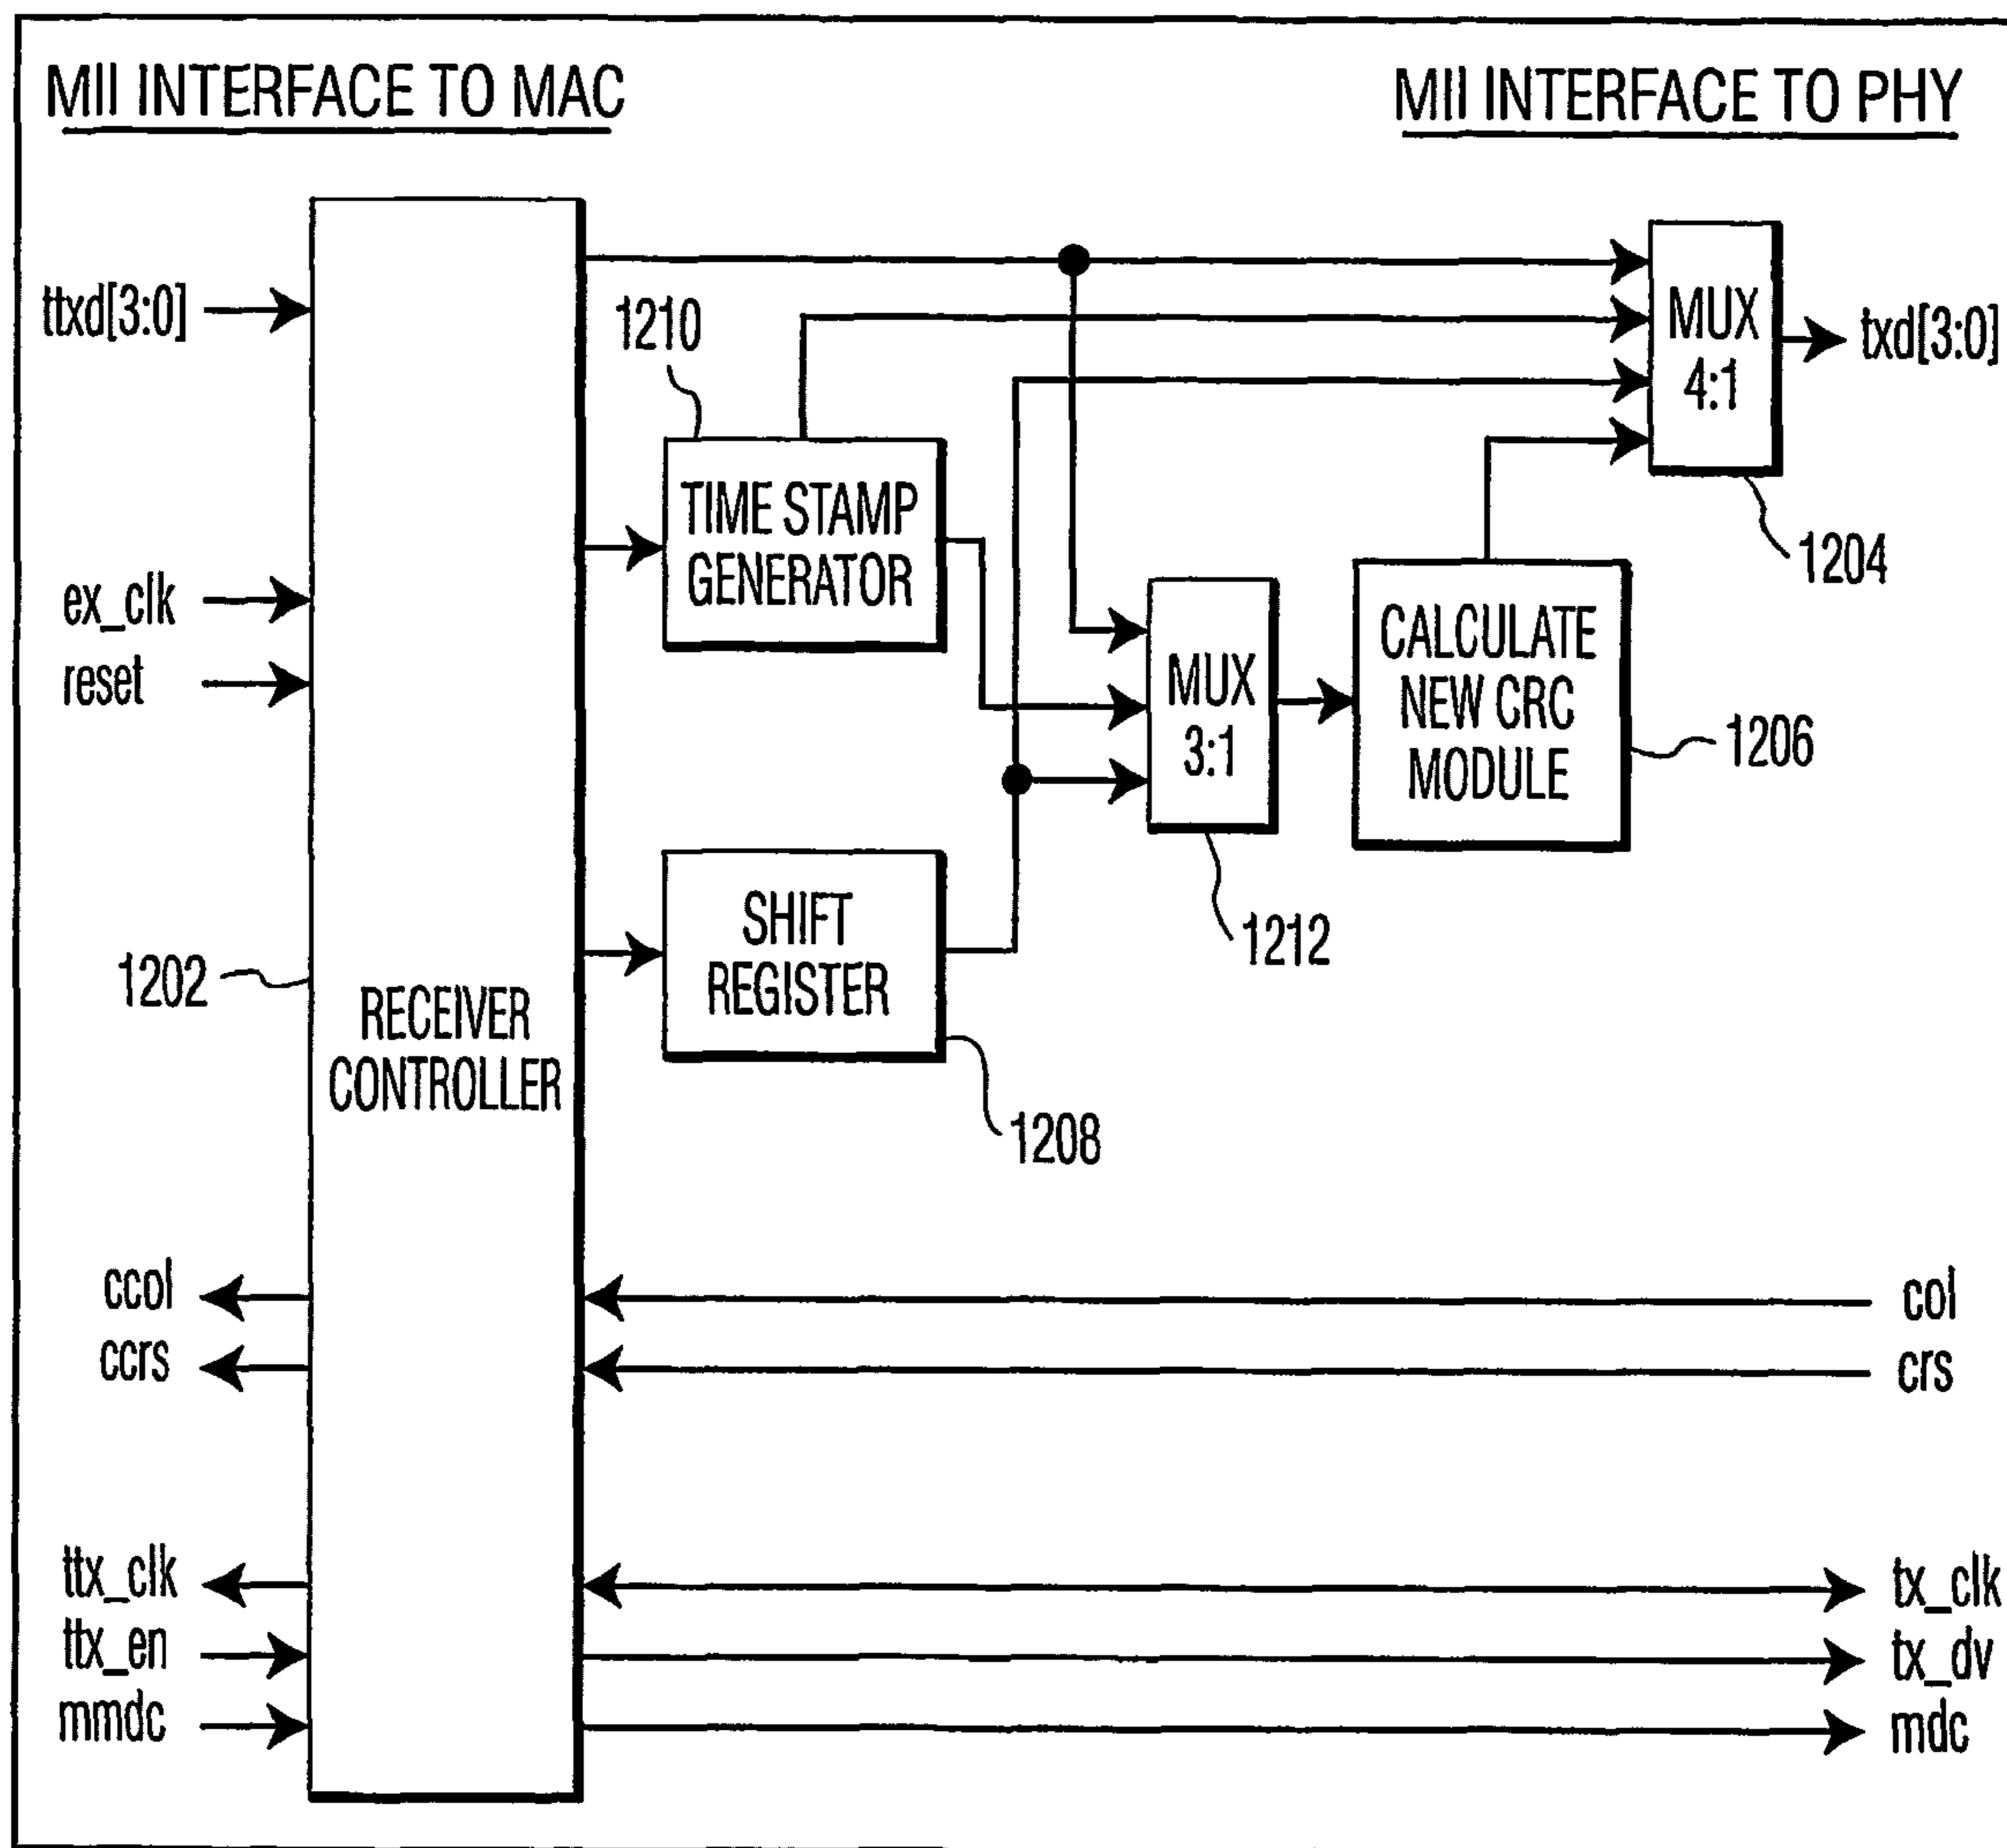 MII INTERFACE TO MAC
MII INTERFACE TO PHY
ttxd[3:0]
1210
MUX
4:1
txd[3:0]
TIME STAMP
GENERATOR
1204
ex_clk
reset
MUX
3:1
CALCULATE
NEW CRC
MODULE
1206
SHIFT
REGISTER
1212
1202
RECEIVER
CONTROLLER
1208
ccol
col
ccrs
crs
ttx_clk
tx_clk
ttx_en
tx_dv
mmdc
mdc